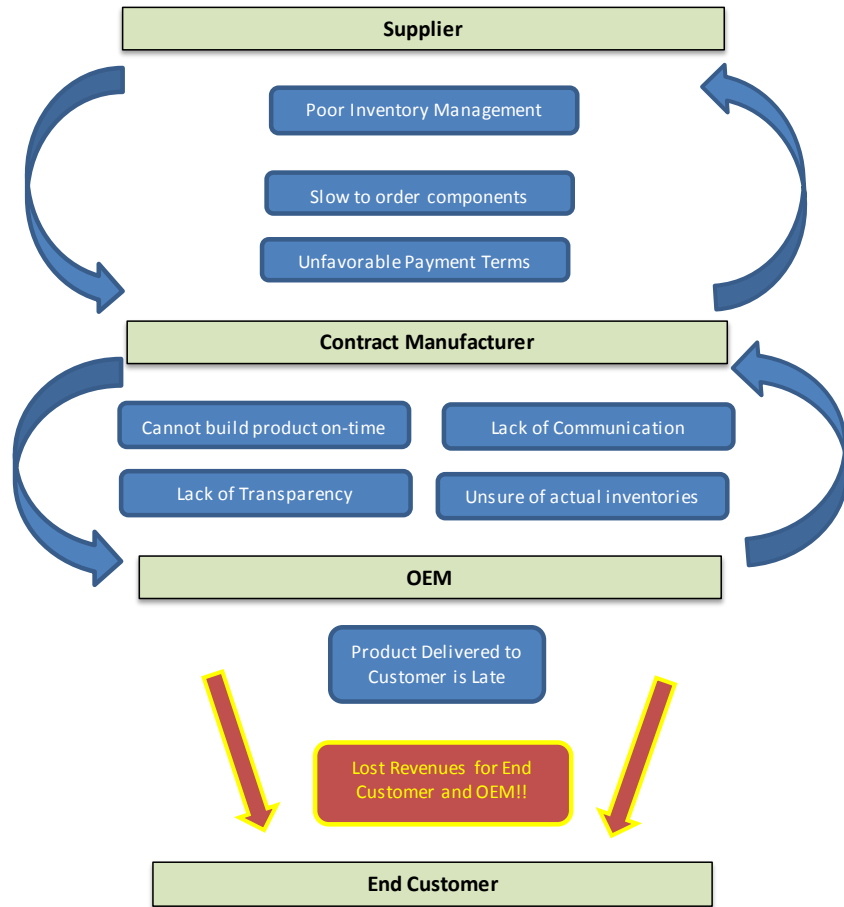 Supplier
Poor Inventory Management
Slow to order components
Unfavorable Payment Terms
Contract Manufacturer
Cannot build product on-time
Lack of Communication
Lack of Transparency
Unsure of actual inventories
OEM
Product Delivered to
Customer is Late
Lost Revenues for End
Customer and OEM!!
End Customer